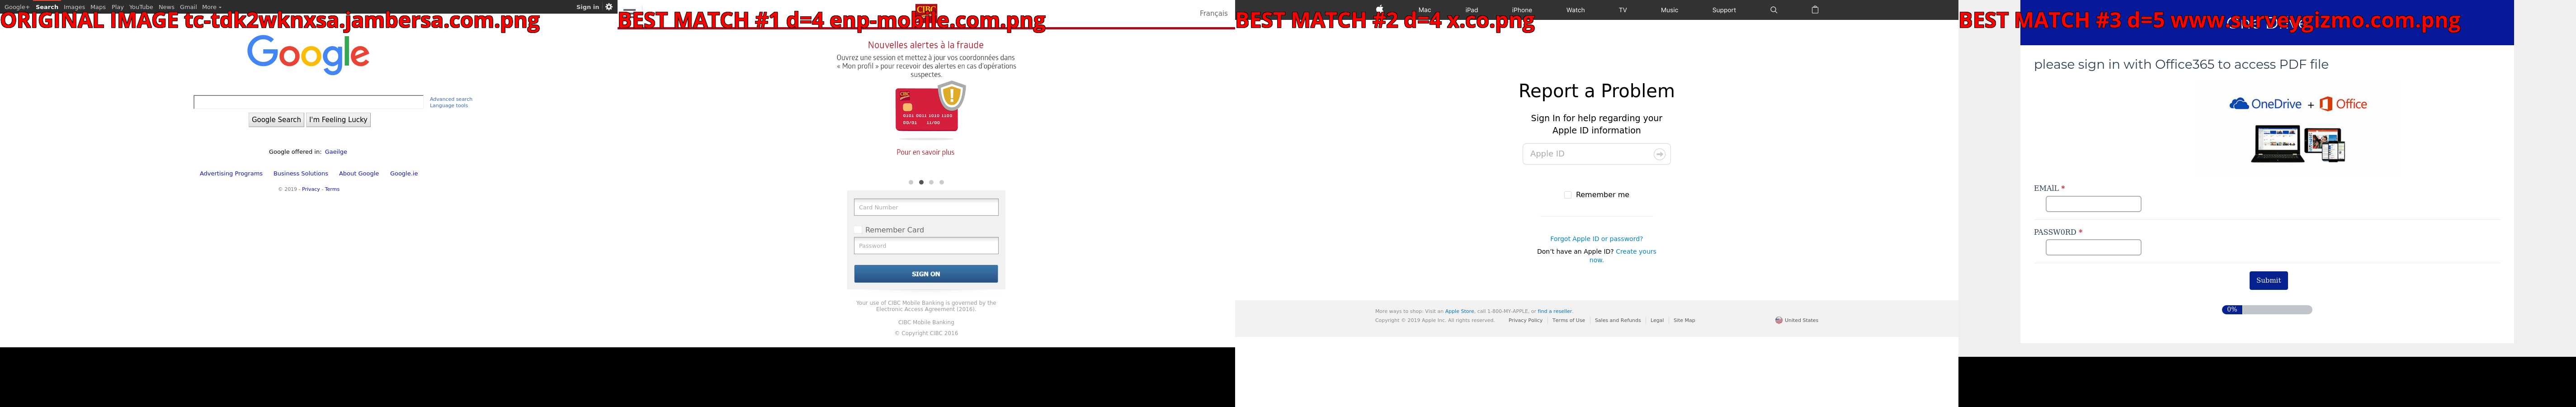 Google+ Search Images Maps Play YouTube News Gmail More Sign in
ORIGINAL IMAGE tc-tdk2wknxsa.jambersa.com.png
Google
Advanced search
Language tools
Google Search I'm Feeling Lucky
Google offered in: Gaeilge
Advertising Programs Business Solutions About Google Google.ie
© 2019 - Privacy - Terms
CIBC
Français
BEST MATCH #1 d=4 enp-mobile.com.png
Nouvelles alertes à la fraude
Ouvrez une session et mettez à jour vos coordonnées dans
« Mon profil » pour recevoir des alertes en cas d'opérations
suspectes.
Pour en savoir plus
Card Number
Remember Card
Password
SIGN ON
Your use of CIBC Mobile Banking is governed by the
Electronic Access Agreement (2016).
CIBC Mobile Banking
© Copyright CIBC 2016
Mac iPad iPhone Watch TV Music Support
BEST MATCH #2 d=4 x.co.png
Report a Problem
Sign In for help regarding your
Apple ID information
Apple ID
Remember me
Forgot Apple ID or password?
Don't have an Apple ID? Create yours
now.
More ways to shop: Visit an Apple Store, call 1-800-MY-APPLE, or find a reseller.
Copyright © 2019 Apple Inc. All rights reserved. Privacy Policy | Terms of Use | Sales and Refunds | Legal | Site Map United States
BEST MATCH #3 d=5 www.surveygizmo.com.png
please sign in with Office365 to access PDF file
OneDrive + Office
EMAIL *
PASSW0RD *
Submit
0%